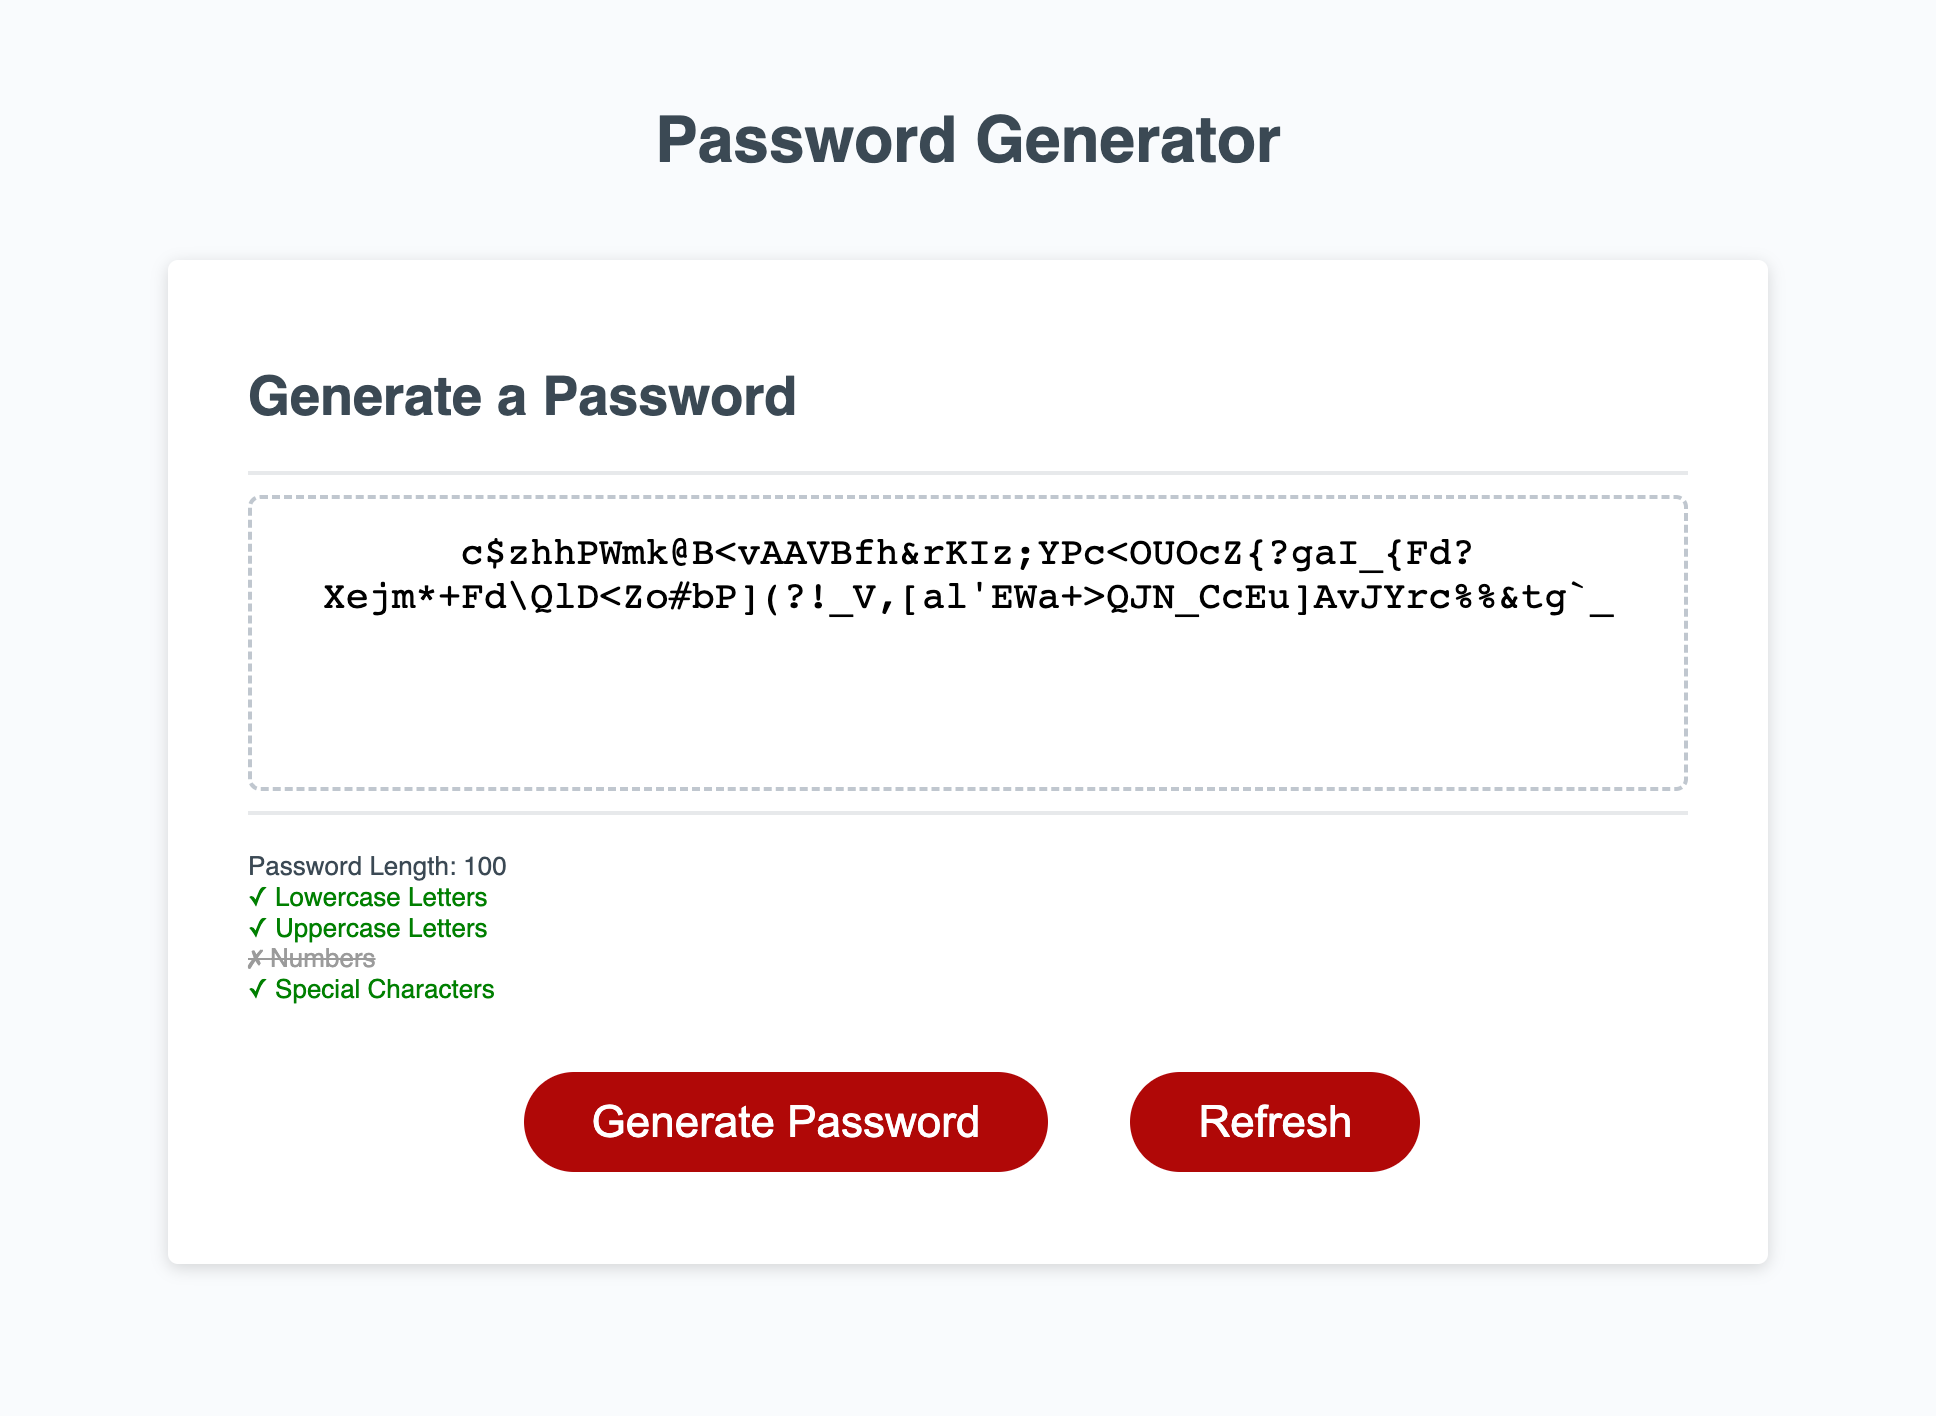 Password Generator
Generate a Password
c$zhhPWmk@B<vAAVBfh&rKIz;YPc<OUOcZ{?gaI_{Fd?
Xejm*+Fd\QlD<Zo#bP](?!_V,[al'EWa+>QJN_CcEu]AvJYrc%%&tg`_
Password Length: 100
✓ Lowercase Letters
✓ Uppercase Letters
✗ Numbers
✓ Special Characters
Generate Password
Refresh